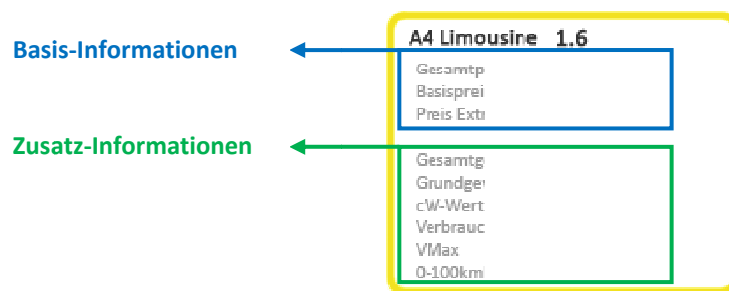 Basis-Informationen
A4 Limousine 1.6
Gesamtp
Basisprei
Preis Extr
Zusatz-Informationen
Gesamtg
Grundge
cW-Wert
Verbrauc
VMax
0-100km